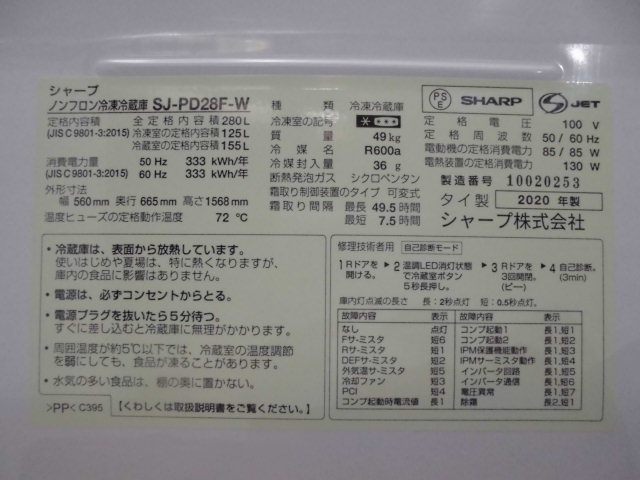 シャープ
ノンフロン冷凍冷蔵庫 SJ-PD28F-W
定格内容積 全定格内容積 280L
(JIS C 9801-3:2015) 冷凍室の定格内容積 125L
冷蔵室の定格内容積 155L
消費電力量 50 Hz 333 kWh/年
(JIS C 9801-3:2015) 60 Hz 333 kWh/年
外形寸法
幅 560mm 奥行 665mm 高さ 1568mm
温度ヒューズの定格動作温度 72 ℃
種類 冷凍冷蔵庫
冷凍室の記号
質量 49 kg
冷媒名 R600a
冷媒封入量 36 g
断熱発泡ガス シクロペンタン
霜取り制御装置のタイプ 可変式
霜取り間隔 最長 49.5 時間
最短 7.5 時間
PS
E
SHARP
JET
定格電圧 100 V
定格周波数 50 / 60 Hz
電動機の定格消費電力 85 / 85 W
電熱装置の定格消費電力 130 W
製造番号 10020253
タイ製 2020 年製
シャープ株式会社
●冷蔵庫は、表面から放熱しています。
使いはじめや夏場は、特に熱くなりますが、
庫内の食品に影響はありません。
●電源は、必ずコンセントからとる。
●電源プラグを抜いたら5分待つ。
すぐに差し込むと冷蔵庫に無理がかかります。
●周囲温度が約5℃以下では、冷蔵室の温度調節
を弱にしても、食品が凍ることがあります。
●水気の多い食品は、棚の奥に置かない。
>PP< C395 【くわしくは取扱説明書をご覧ください。】
修理技術者用 自己診断モード
1 Rドアを
開ける。
2 温調LED消灯状態
で冷蔵室ボタン
5秒長押し。
3 Rドアを
3回開閉。
(ピー)
4 自己診断。
(3min)
庫内灯点滅の長さ 長:2秒点灯 短:0.5秒点灯
故障内容 表示 故障内容 表示
なし 点灯 コンプ起動1 長1,短1
Fサーミスタ 短6 コンプ起動2 長1,短2
Rサーミスタ 短1 IPM保護機能動作 長1,短3
DEFサーミスタ 短2 IPMサーミスタ動作 長1,短4
外気温サーミスタ 短5 インバータ回路 長1,短5
冷却ファン 短3 インバータ通信 長1,短6
PCI 短4 電圧異常 長1,短7
コンプ起動時電流値 長1 除霜 長2,短1